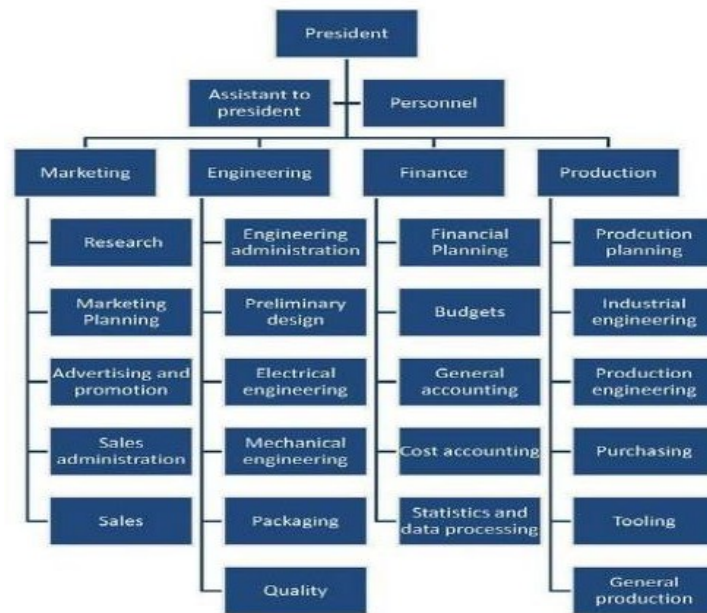 President
Assistant to
president
Personnel
Marketing
Engineering
Finance
Production
Research
Engineering
administration
Financial
Planning
Prodcution
planning
Marketing
Planning
Preliminary
design
Budgets
Industrial
engineering
Advertising and
promotion
Electrical
engineering
General
accounting
Production
engineering
Sales
administration
Mechanical
engineering
Cost accounting
Purchasing
Sales
Packaging
Statistics and
data processing
Tooling
Quality
General
production